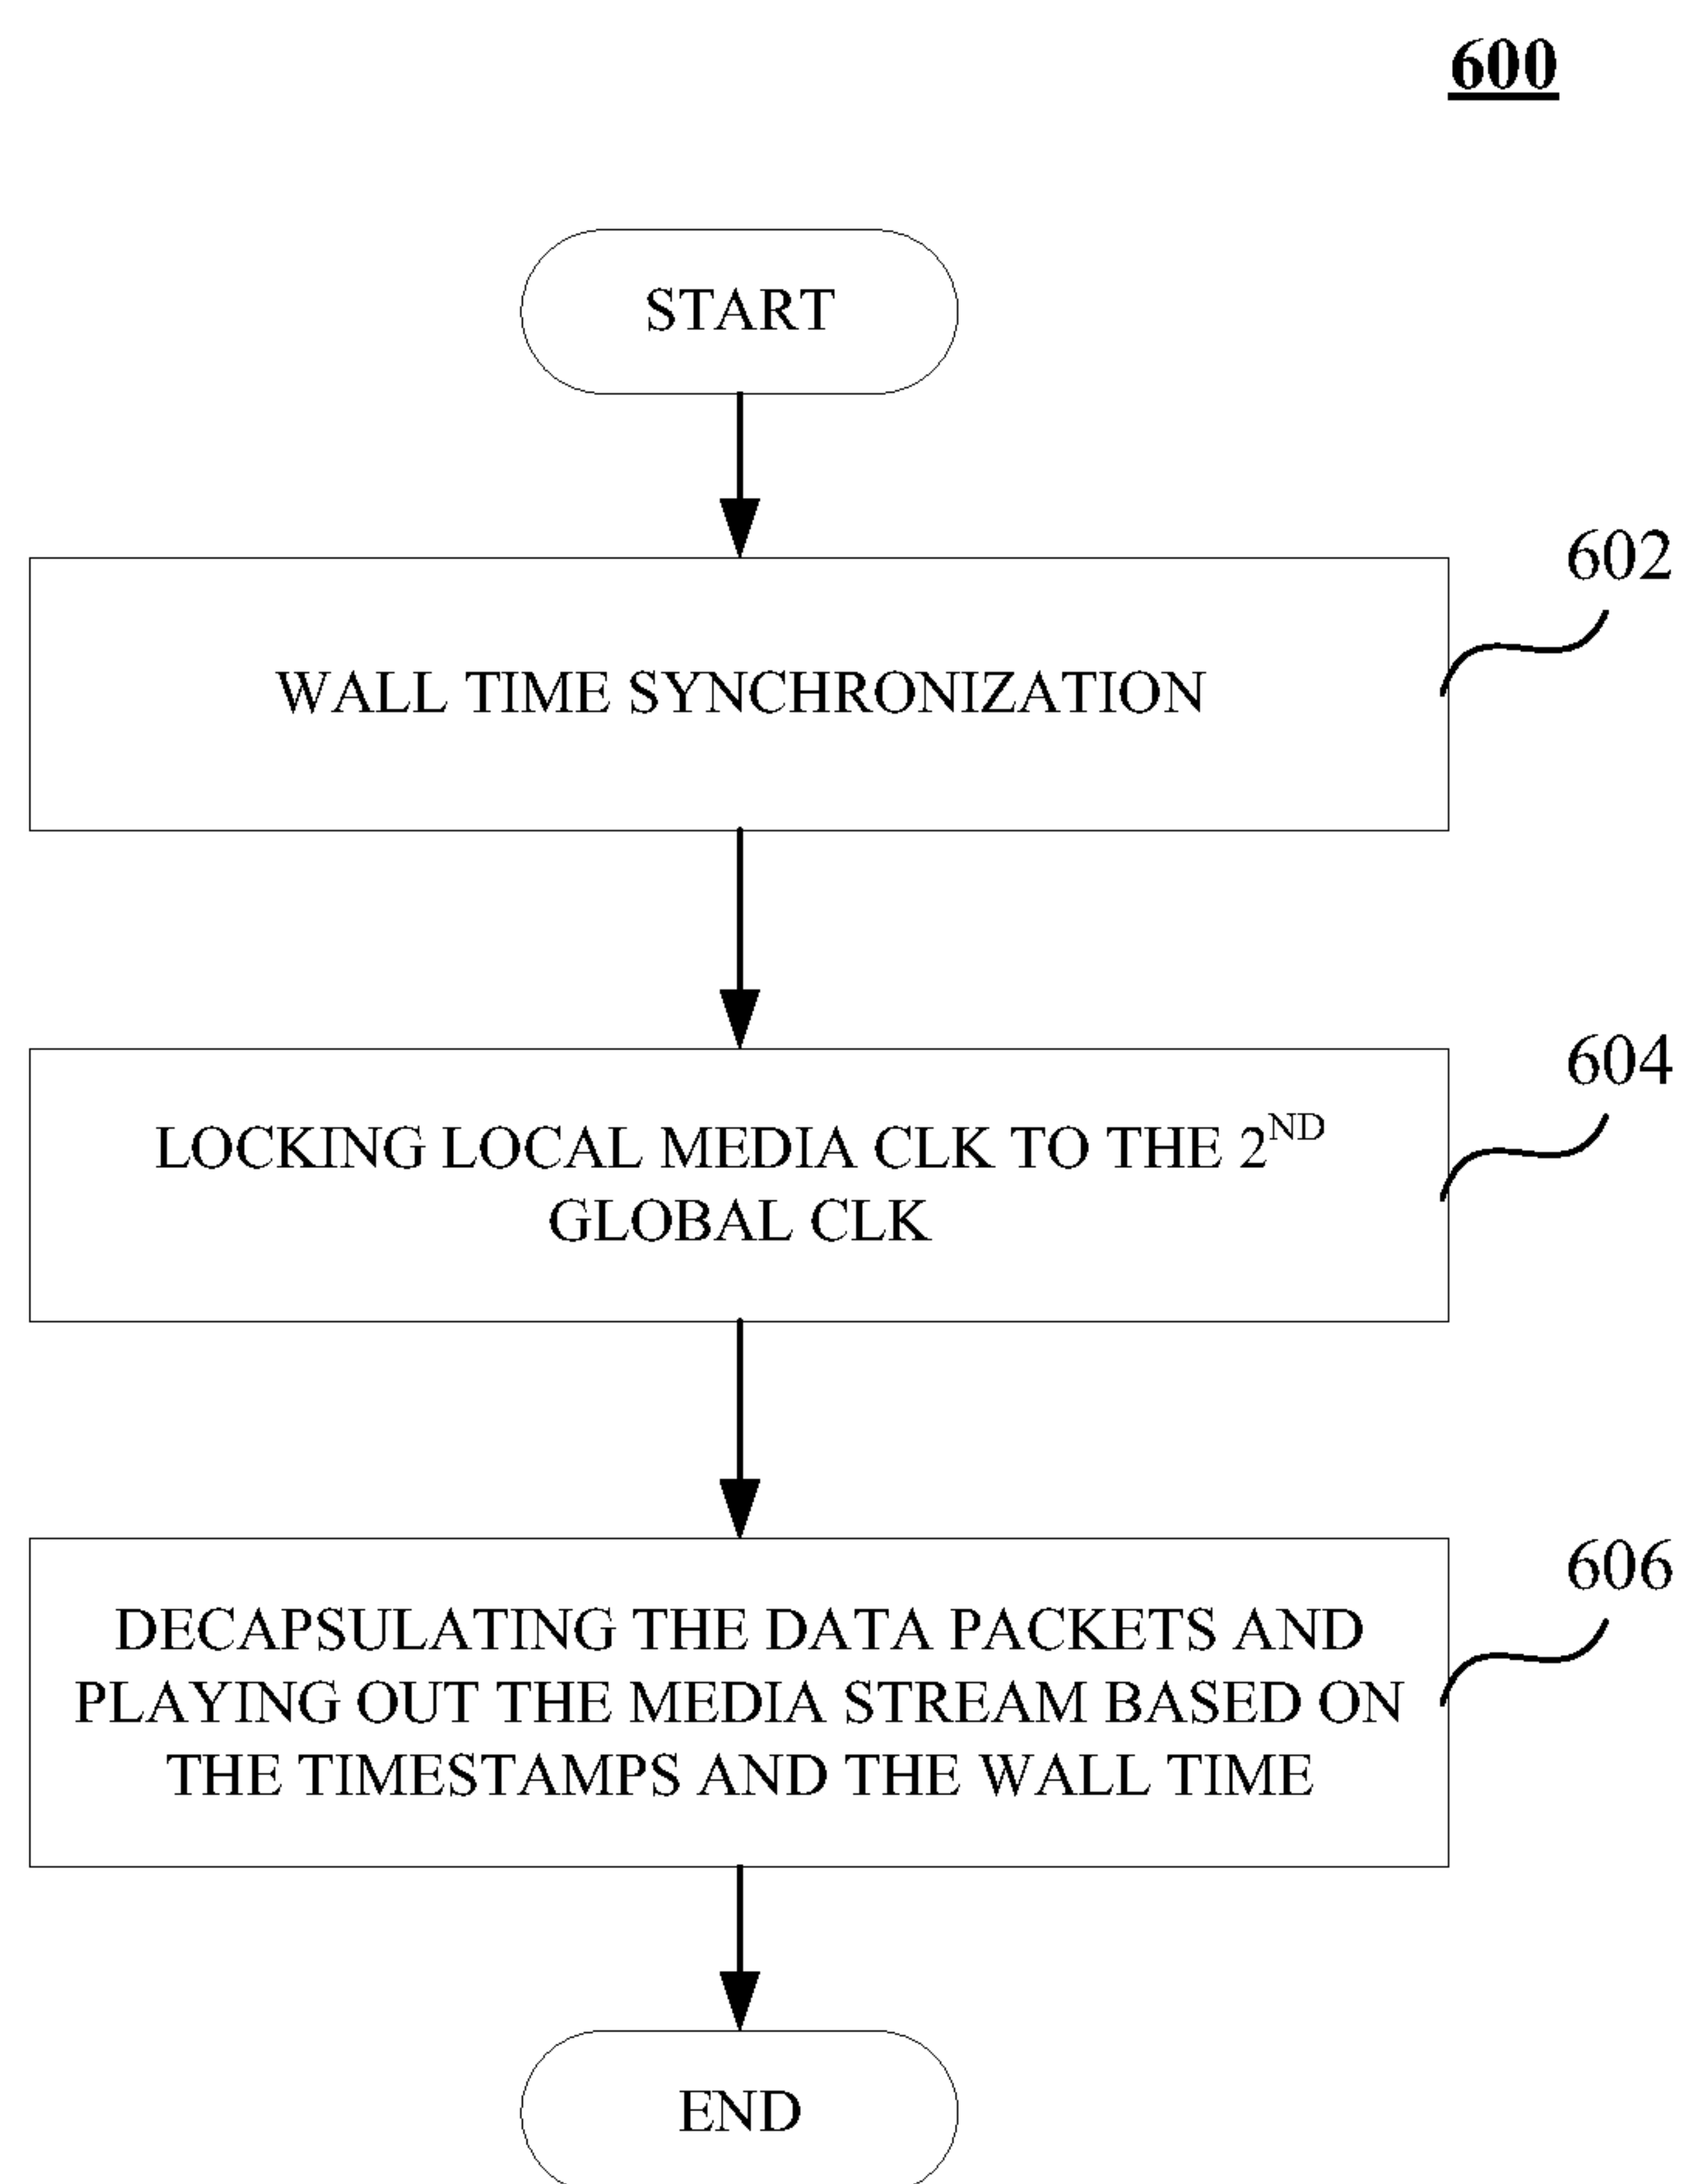 600
START
602
WALL TIME SYNCHRONIZATION
604
LOCKING LOCAL MEDIA CLK TO THE 2ND
GLOBAL CLK
606
DECAPSULATING THE DATA PACKETS AND
PLAYING OUT THE MEDIA STREAM BASED ON
THE TIMESTAMPS AND THE WALL TIME
END